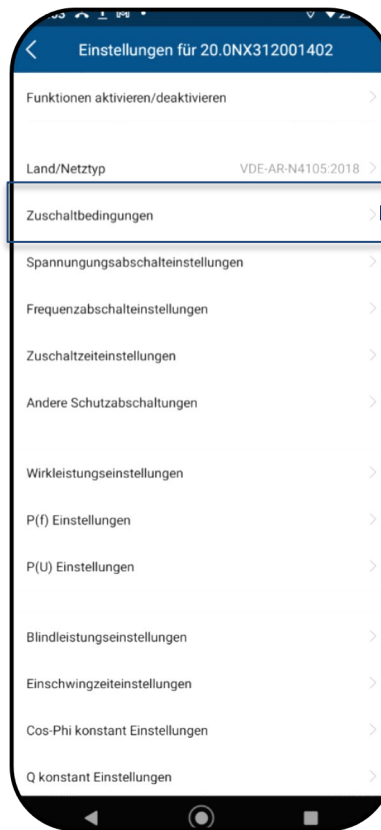 Einstellungen für 20.0NX312001402
Funktionen aktivieren/deaktivieren
Land/Netztyp VDE-AR-N4105:2018
Zuschaltbedingungen
Spannungungsabschalteinstellungen
Frequenzabschalteinstellungen
Zuschaltzeiteinstellungen
Andere Schutzabschaltungen
Wirkleistungseinstellungen
P(f) Einstellungen
P(U) Einstellungen
Blindleistungseinstellungen
Einschwingzeiteinstellungen
Cos-Phi konstant Einstellungen
Q konstant Einstellungen